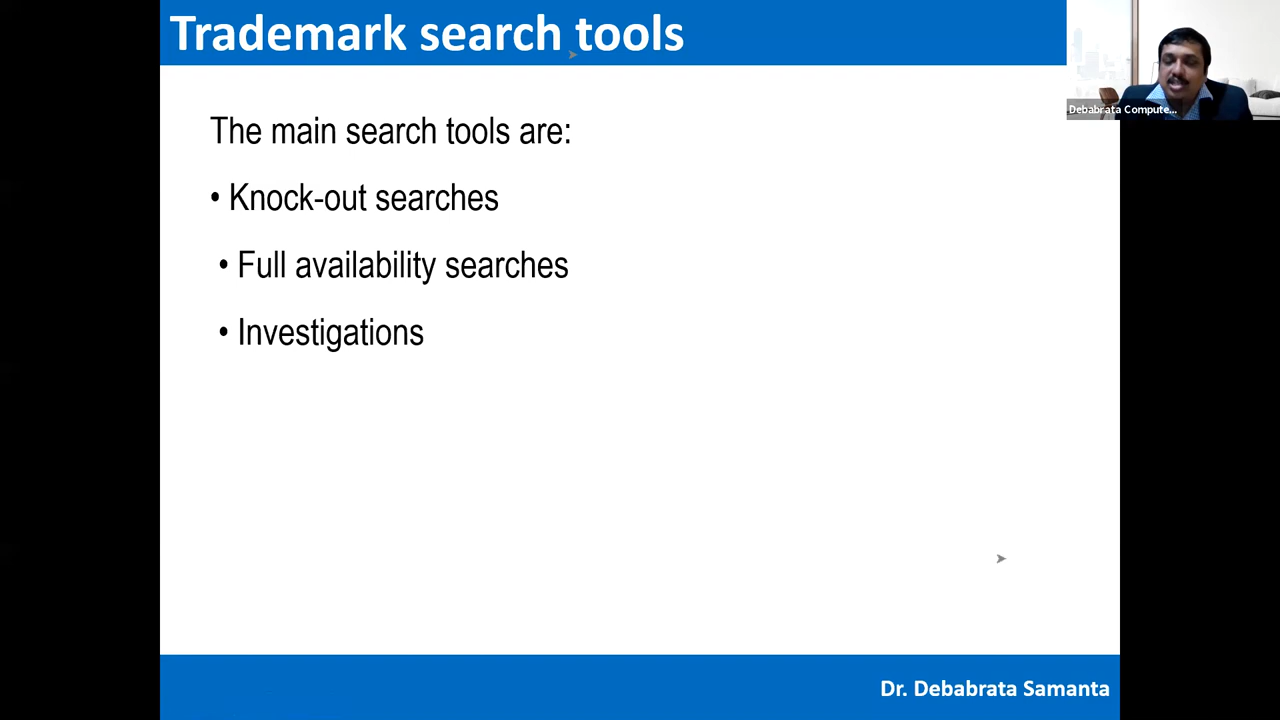 Trademark search tools
Debabrata Compute...
The main search tools are:
• Knock-out searches
• Full availability searches
• Investigations
Dr. Debabrata Samanta